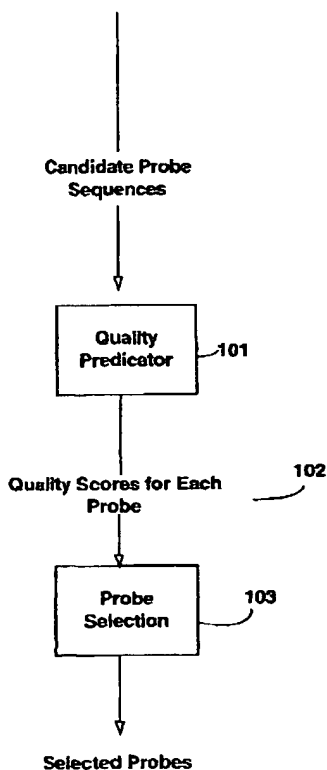 Candidate Probe
Sequences
Quality
Predicator
101
Quality Scores for Each
Probe
102
Probe
Selection
103
Selected Probes